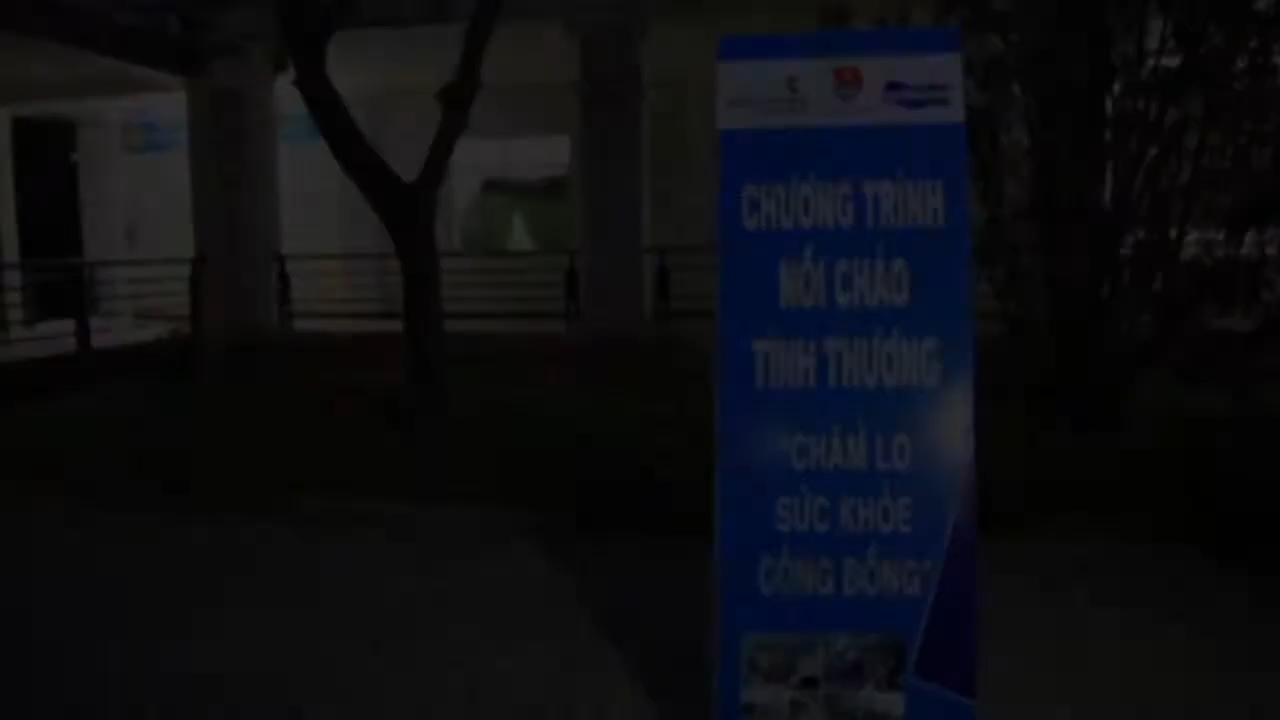 CHƯƠNG TRÌNH
NỒI CHÁO
TÌNH THƯƠNG
"CHĂM LO
SỨC KHỎE
CỘNG ĐỒNG"